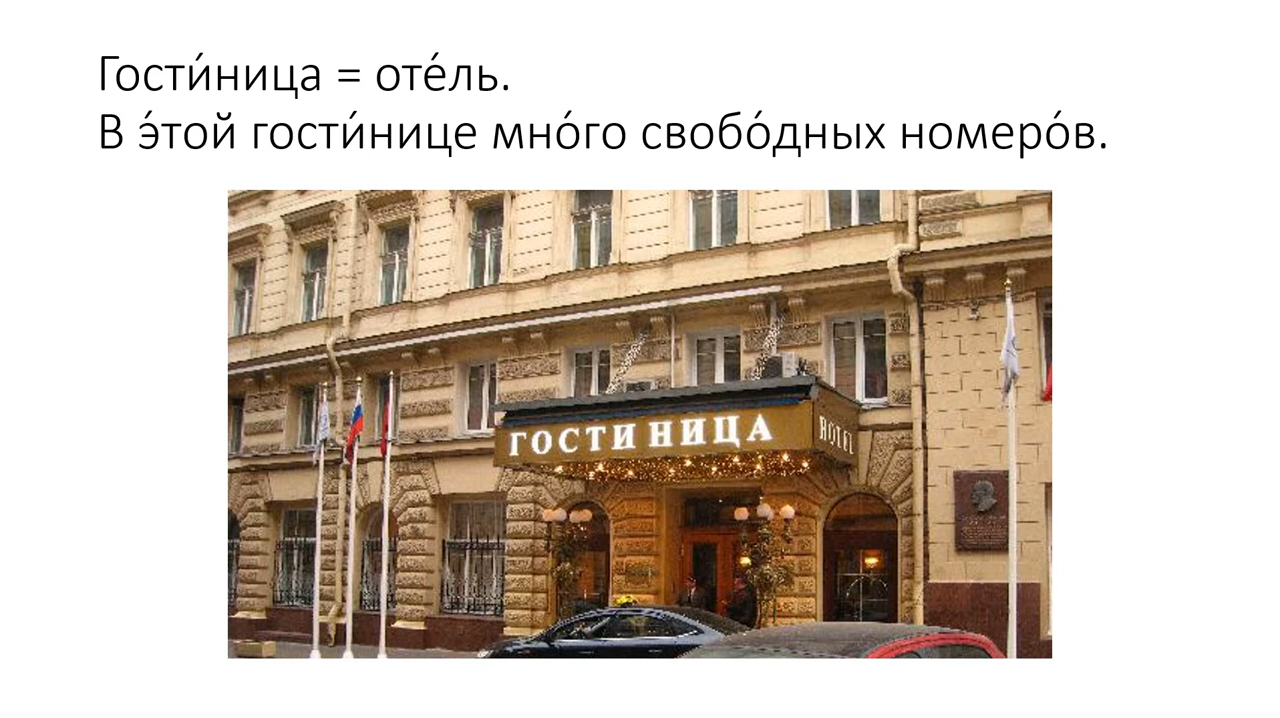 Гости́ница = оте́ль.
В э́той гости́нице мно́го свобо́дных номеро́в.
ГОСТИНИЦА
HOTEL